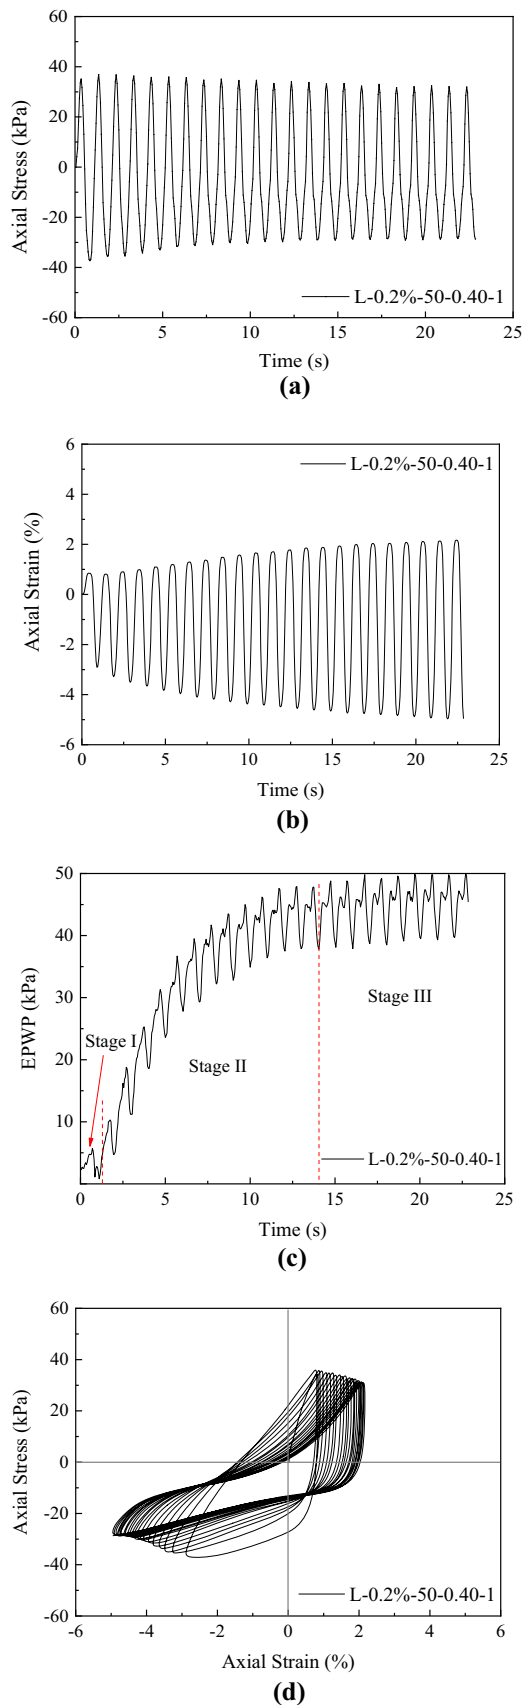 60
40
20
0
-20
-40
-60
Axial Stress (kPa)
L-0.2%-50-0.40-1
0 5 10 15 20 25
Time (s)
(a)
6
4
2
0
-2
-4
-6
Axial Strain (%)
L-0.2%-50-0.40-1
0 5 10 15 20 25
Time (s)
(b)
50
40
30
20
10
EPWP (kPa)
Stage I
Stage II
Stage III
L-0.2%-50-0.40-1
0 5 10 15 20 25
Time (s)
(c)
60
40
20
0
-20
-40
-60
Axial Stress (kPa)
L-0.2%-50-0.40-1
-6 -4 -2 0 2 4 6
Axial Strain (%)
(d)